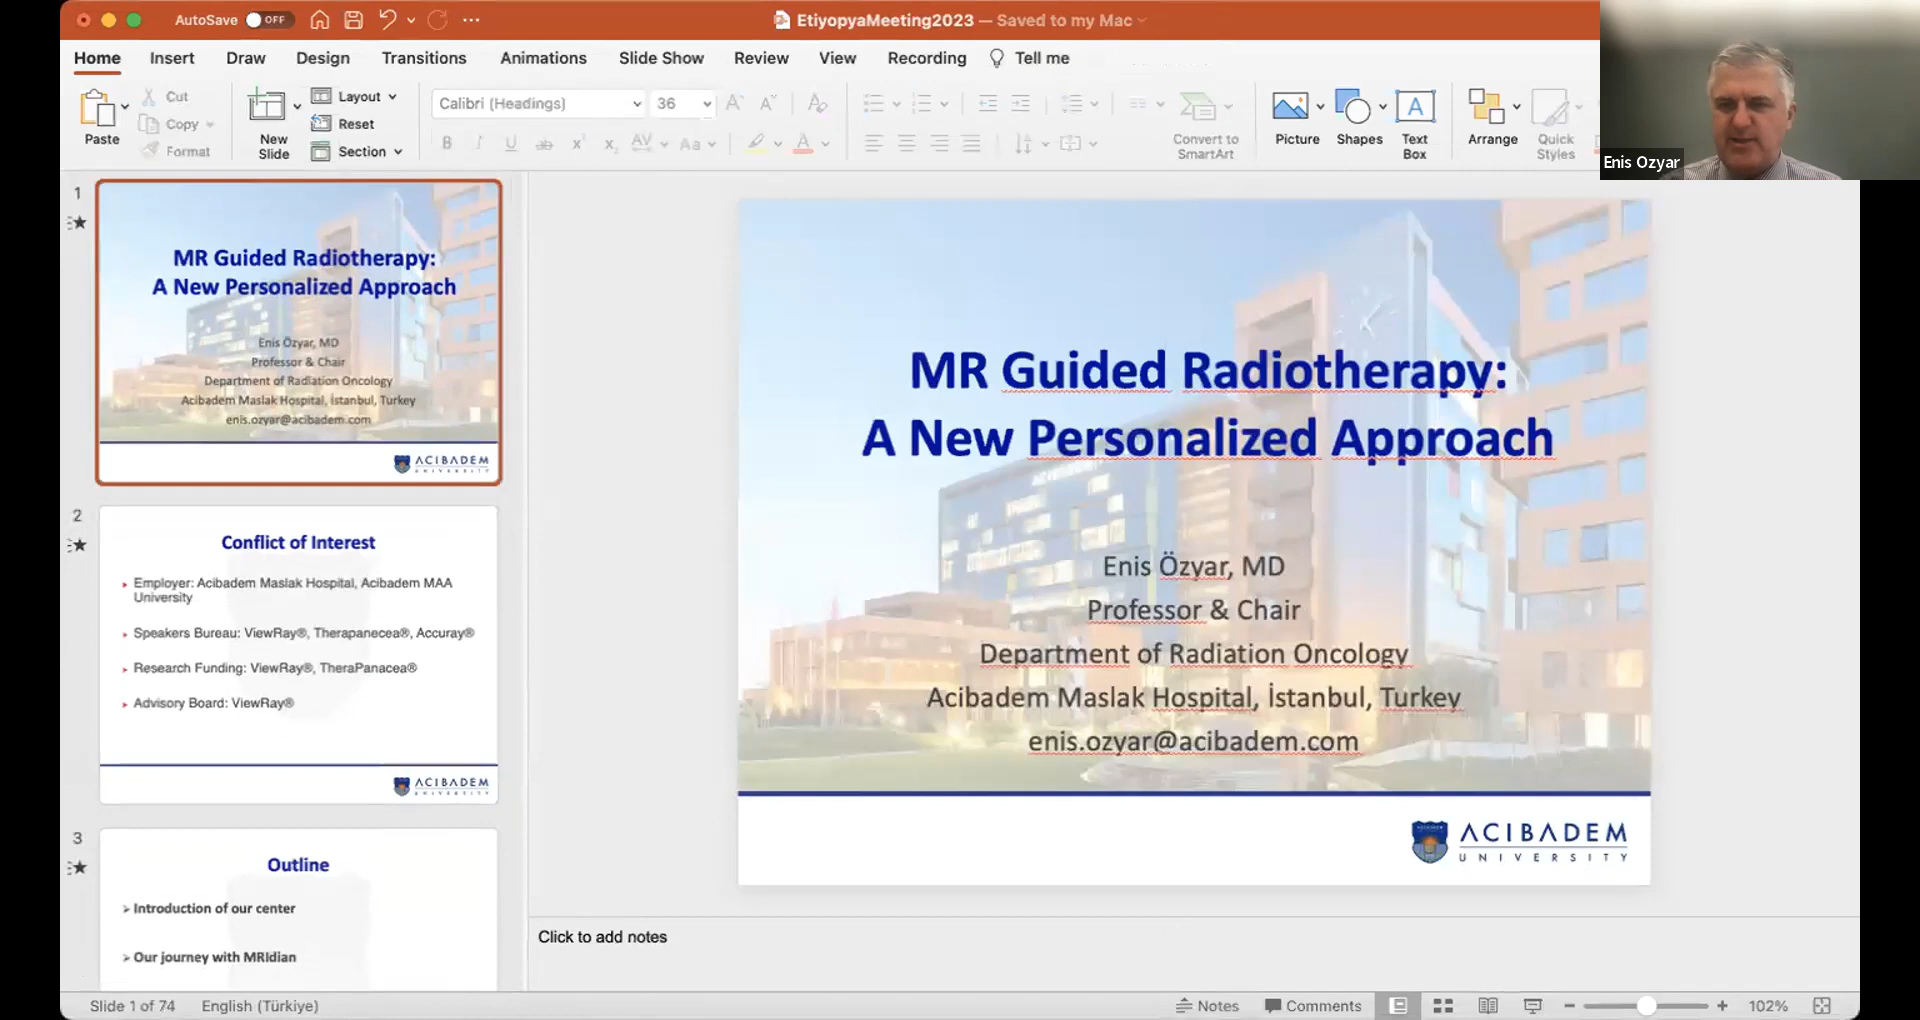 AutoSave OFF
EtiyopyaMeeting2023 — Saved to my Mac
Home Insert Draw Design Transitions Animations Slide Show Review View Recording Tell me
Paste
Cut
Copy
Format
New
Slide
Layout
Reset
Section
Calibri (Headings) 36
Convert to
SmartArt
Picture
Shapes
Text
Box
Arrange
Quick
Styles
Enis Ozyar
1
MR Guided Radiotherapy:
A New Personalized Approach
Enis Özyar, MD
Professor & Chair
Department of Radiation Oncology
Acibadem Maslak Hospital, İstanbul, Turkey
enis.ozyar@acibadem.com
ACIBADEM
UNIVERSITY
2
Conflict of Interest
Employer: Acibadem Maslak Hospital, Acibadem MAA
University
Speakers Bureau: ViewRay®, Therapanecea®, Accuray®
Research Funding: ViewRay®, TheraPanacea®
Advisory Board: ViewRay®
ACIBADEM
UNIVERSITY
3
Outline
Introduction of our center
Our journey with MRIdian
MR Guided Radiotherapy:
A New Personalized Approach
Enis Özyar, MD
Professor & Chair
Department of Radiation Oncology
Acibadem Maslak Hospital, İstanbul, Turkey
enis.ozyar@acibadem.com
ACIBADEM
UNIVERSITY
Click to add notes
Slide 1 of 74 English (Türkiye)
Notes Comments 102%